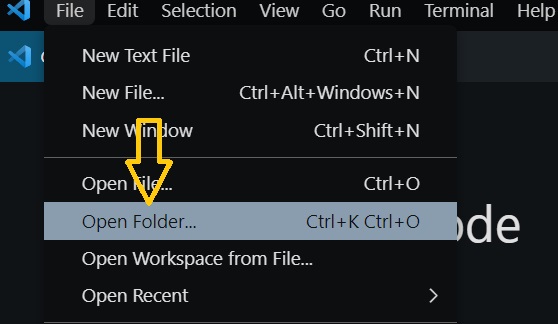 File Edit Selection View Go Run Terminal Help
New Text File Ctrl+N
New File... Ctrl+Alt+Windows+N
New Window Ctrl+Shift+N
Open File... Ctrl+O
Open Folder... Ctrl+K Ctrl+O
ode
Open Workspace from File...
Open Recent